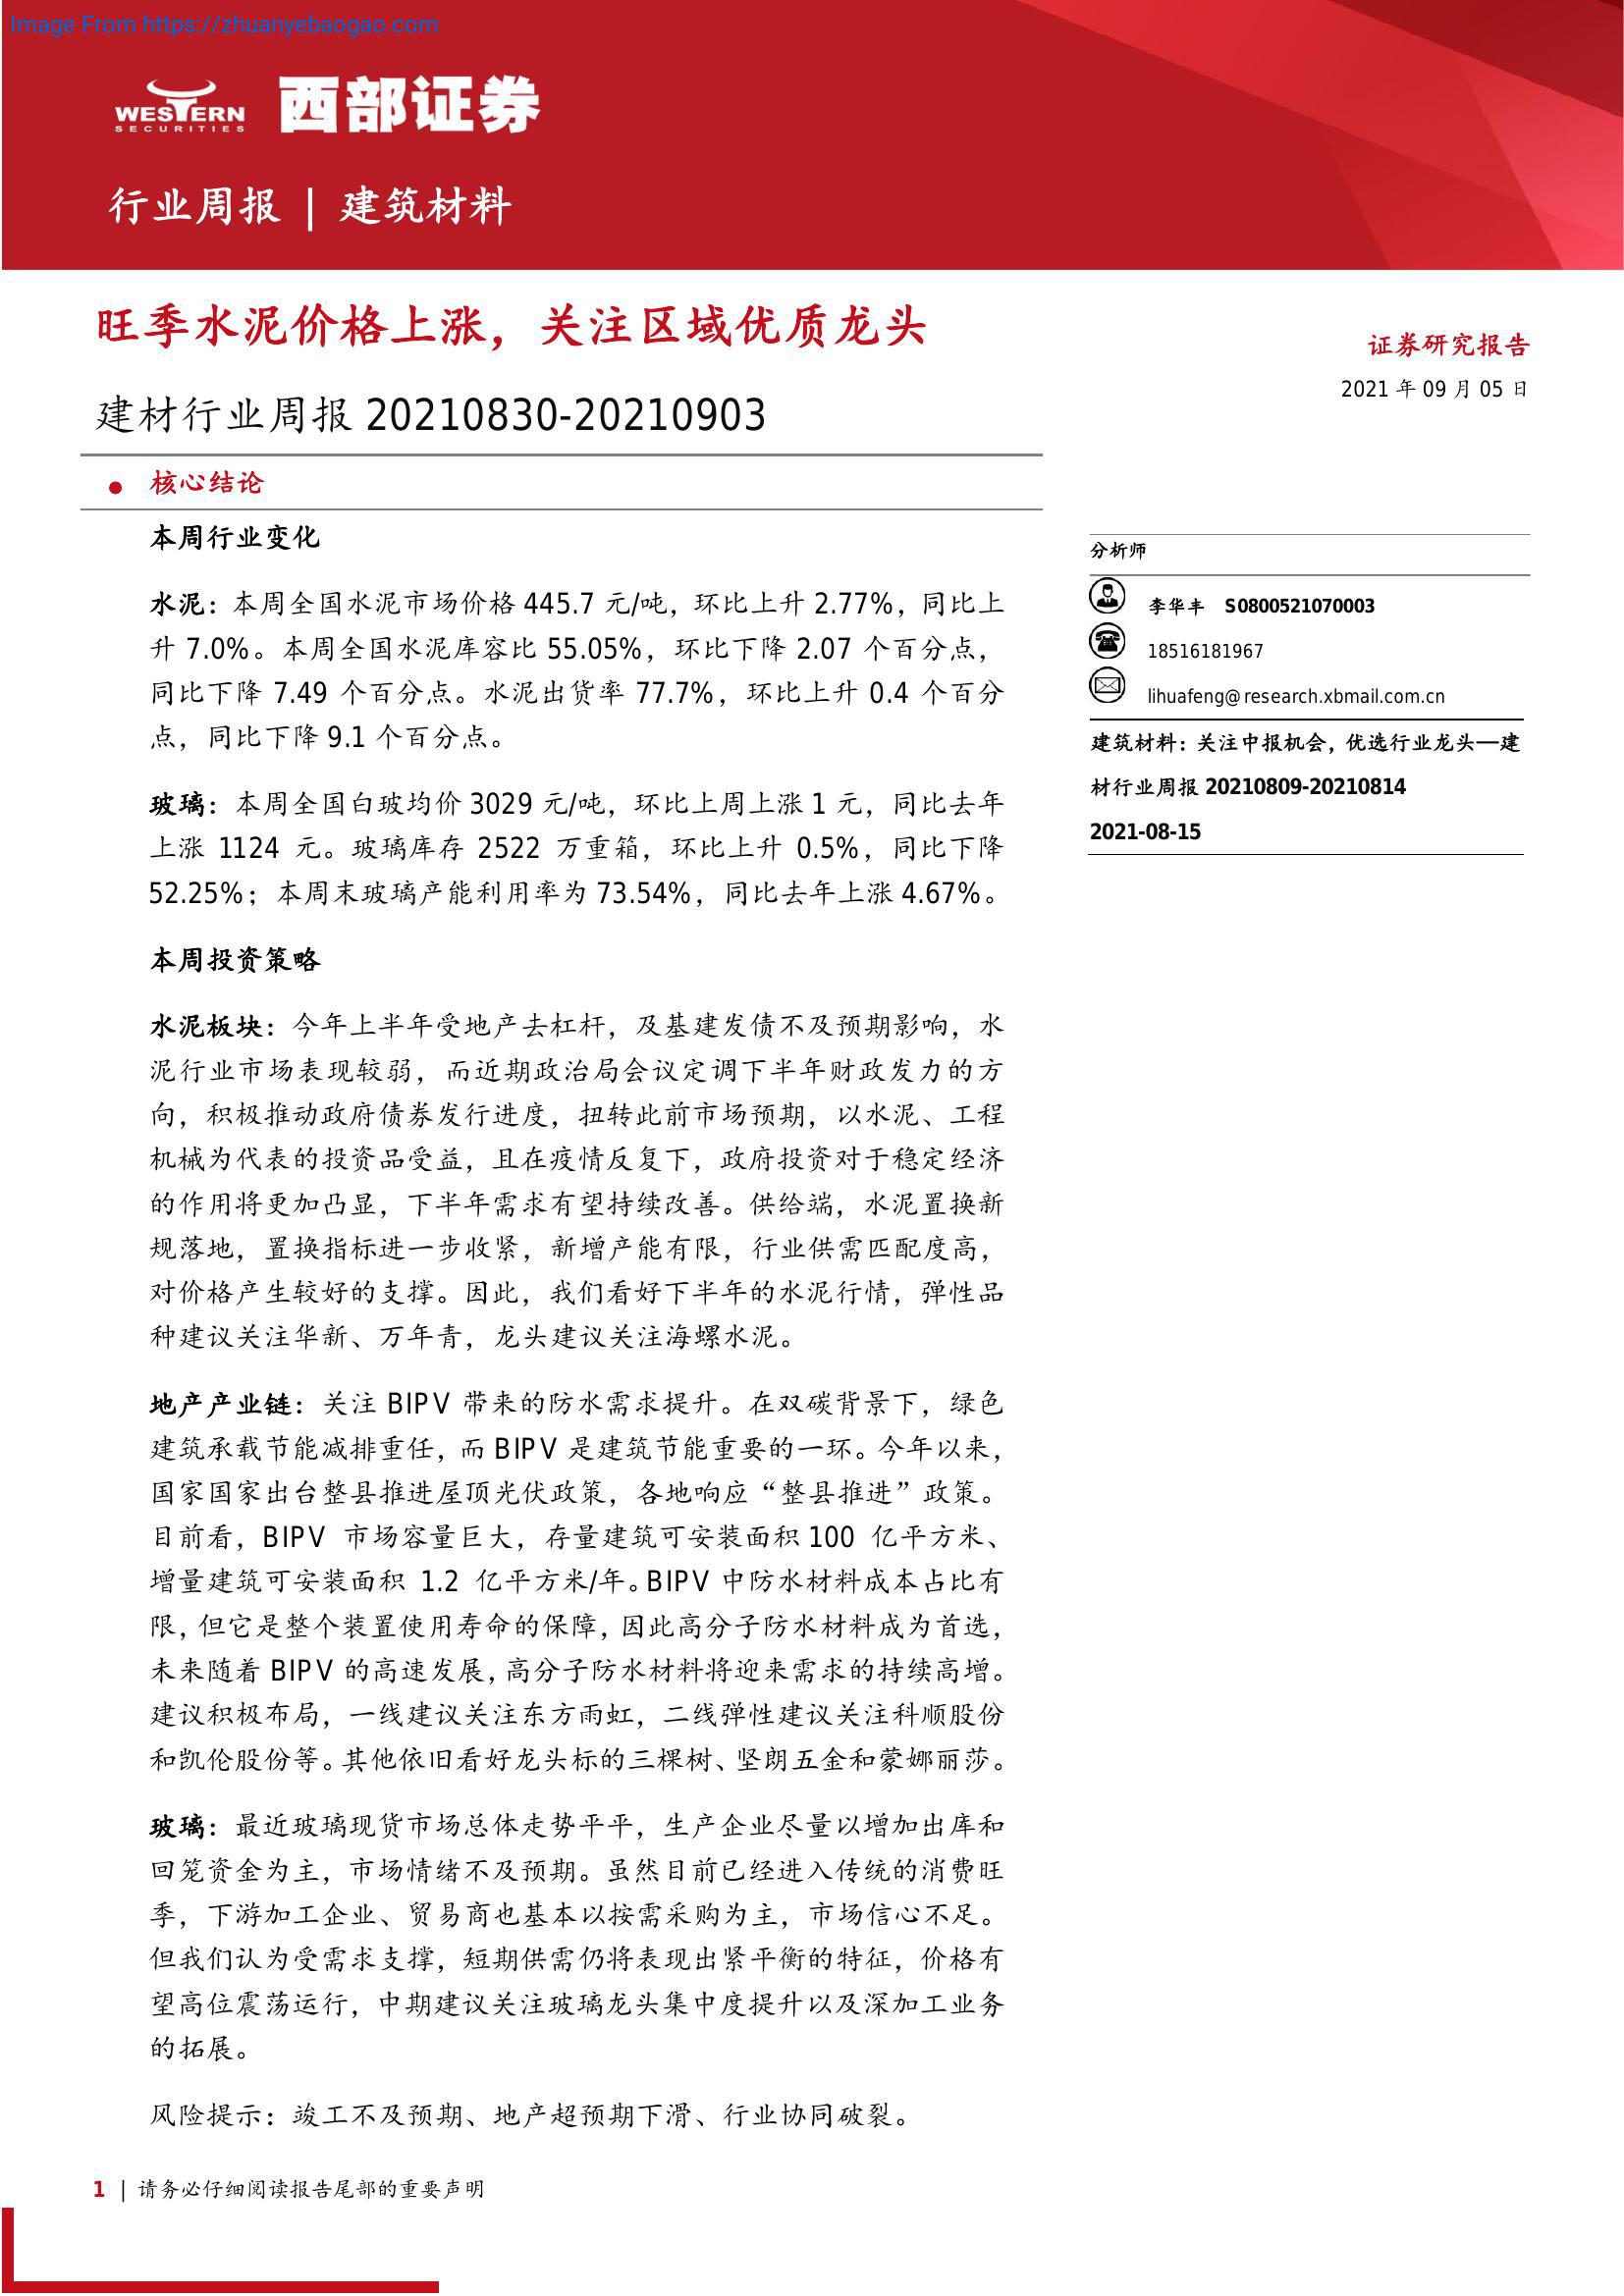 Image From https://zhuanyebaogao.com
WESTERN
SECURITIES
西部证券
行业周报 | 建筑材料
旺季水泥价格上涨，关注区域优质龙头
建材行业周报 20210830-20210903
证券研究报告
2021 年 09 月 05 日
● 核心结论
本周行业变化
水泥：本周全国水泥市场价格 445.7 元/吨，环比上升 2.77%，同比上
升 7.0%。本周全国水泥库容比 55.05%，环比下降 2.07 个百分点，
同比下降 7.49 个百分点。水泥出货率 77.7%，环比上升 0.4 个百分
点，同比下降 9.1 个百分点。
玻璃：本周全国白玻均价 3029 元/吨，环比上周上涨 1 元，同比去年
上涨 1124 元。玻璃库存 2522 万重箱，环比上升 0.5%，同比下降
52.25%；本周末玻璃产能利用率为 73.54%，同比去年上涨 4.67%。
本周投资策略
水泥板块：今年上半年受地产去杠杆，及基建发债不及预期影响，水
泥行业市场表现较弱，而近期政治局会议定调下半年财政发力的方
向，积极推动政府债券发行进度，扭转此前市场预期，以水泥、工程
机械为代表的投资品受益，且在疫情反复下，政府投资对于稳定经济
的作用将更加凸显，下半年需求有望持续改善。供给端，水泥置换新
规落地，置换指标进一步收紧，新增产能有限，行业供需匹配度高，
对价格产生较好的支撑。因此，我们看好下半年的水泥行情，弹性品
种建议关注华新、万年青，龙头建议关注海螺水泥。
地产产业链：关注 BIPV 带来的防水需求提升。在双碳背景下，绿色
建筑承载节能减排重任，而 BIPV 是建筑节能重要的一环。今年以来，
国家国家出台整县推进屋顶光伏政策，各地响应“整县推进”政策。
目前看，BIPV 市场容量巨大，存量建筑可安装面积 100 亿平方米、
增量建筑可安装面积 1.2 亿平方米/年。BIPV 中防水材料成本占比有
限，但它是整个装置使用寿命的保障，因此高分子防水材料成为首选，
未来随着 BIPV 的高速发展，高分子防水材料将迎来需求的持续高增。
建议积极布局，一线建议关注东方雨虹，二线弹性建议关注科顺股份
和凯伦股份等。其他依旧看好龙头标的三棵树、坚朗五金和蒙娜丽莎。
玻璃：最近玻璃现货市场总体走势平平，生产企业尽量以增加出库和
回笼资金为主，市场情绪不及预期。虽然目前已经进入传统的消费旺
季，下游加工企业、贸易商也基本以按需采购为主，市场信心不足。
但我们认为受需求支撑，短期供需仍将表现出紧平衡的特征，价格有
望高位震荡运行，中期建议关注玻璃龙头集中度提升以及深加工业务
的拓展。
风险提示：竣工不及预期、地产超预期下滑、行业协同破裂。
分析师
李华丰 S0800521070003
18516181967
lihuafeng@research.xbmail.com.cn
建筑材料：关注中报机会，优选行业龙头—建
材行业周报 20210809-20210814
2021-08-15
1 | 请务必仔细阅读报告尾部的重要声明